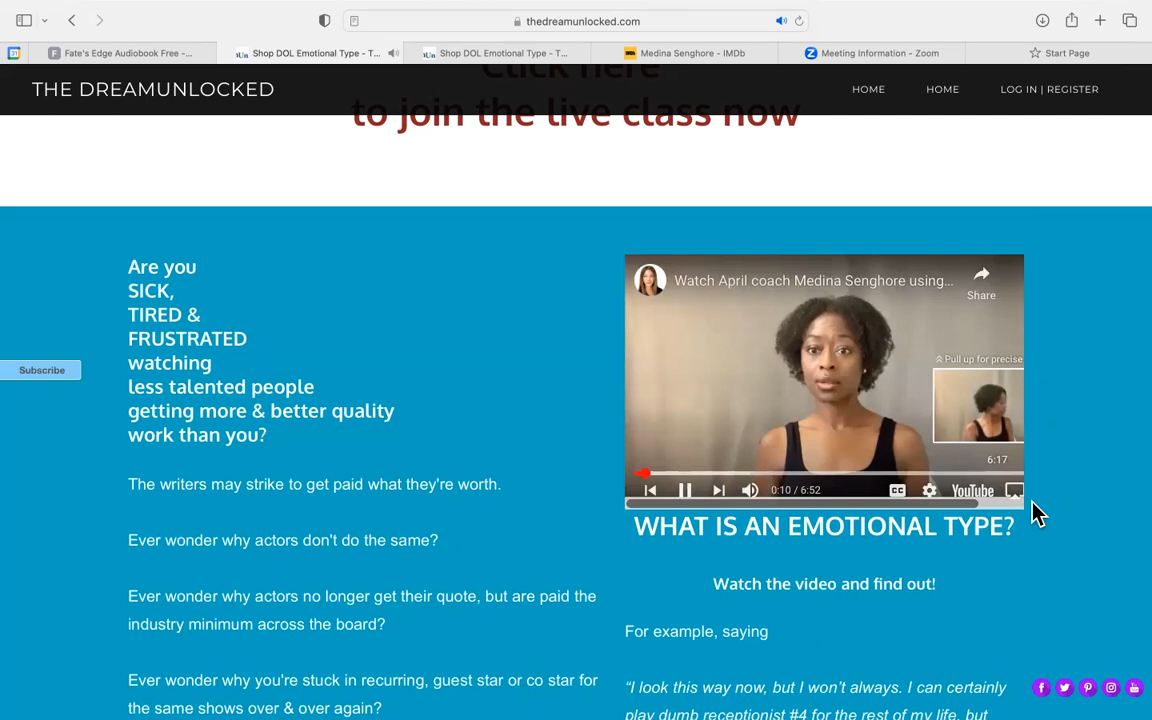 thedreamunlocked.com
Fate's Edge Audiobook Free -...
Shop DOL Emotional Type - T...
Shop DOL Emotional Type - T...
Medina Senghore - IMDb
Meeting Information - Zoom
Start Page
Click here
THE DREAMUNLOCKED
HOME
HOME
LOG IN | REGISTER
to join the live class now
Are you
SICK,
TIRED &
FRUSTRATED
watching
less talented people
getting more & better quality
work than you?
Subscribe
The writers may strike to get paid what they're worth.
Ever wonder why actors don't do the same?
Ever wonder why actors no longer get their quote, but are paid the
industry minimum across the board?
Ever wonder why you're stuck in recurring, guest star or co star for
the same shows over & over again?
Watch April coach Medina Senghore using...
Share
Pull up for precise
6:17
0:10 / 6:52
CC
YouTube
WHAT IS AN EMOTIONAL TYPE?
Watch the video and find out!
For example, saying
“I look this way now, but I won’t always. I can certainly
play dumb receptionist #4 for the rest of my life, but